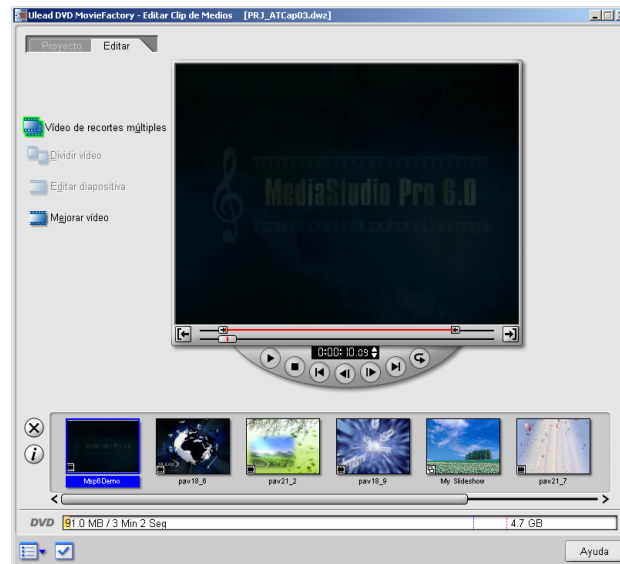 Ulead DVD MovieFactory - Editar Clip de Medios [PRJ_ATCap03.dwz]
Proyecto Editar
MediaStudio Pro 6.0
Vídeo de recortes múltiples
Dividir vídeo
Editar diapositiva
Mejorar vídeo
0:00:10.09
Msp6Demo pav18_6 pav21_2 pav18_9 My Slideshow pav21_7
DVD 91.0 MB / 3 Min 2 Seg 4.7 GB
Ayuda